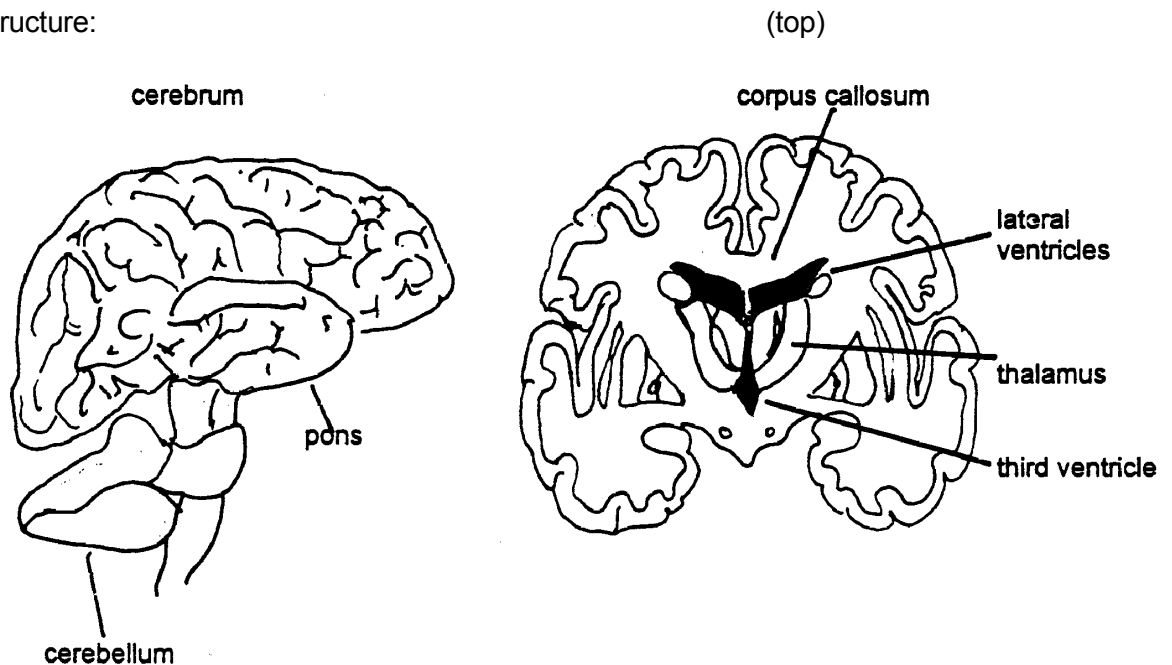 ructure:
(top)
cerebrum
corpus callosum
lateral
ventricles
thalamus
pons
third ventricle
cerebellum